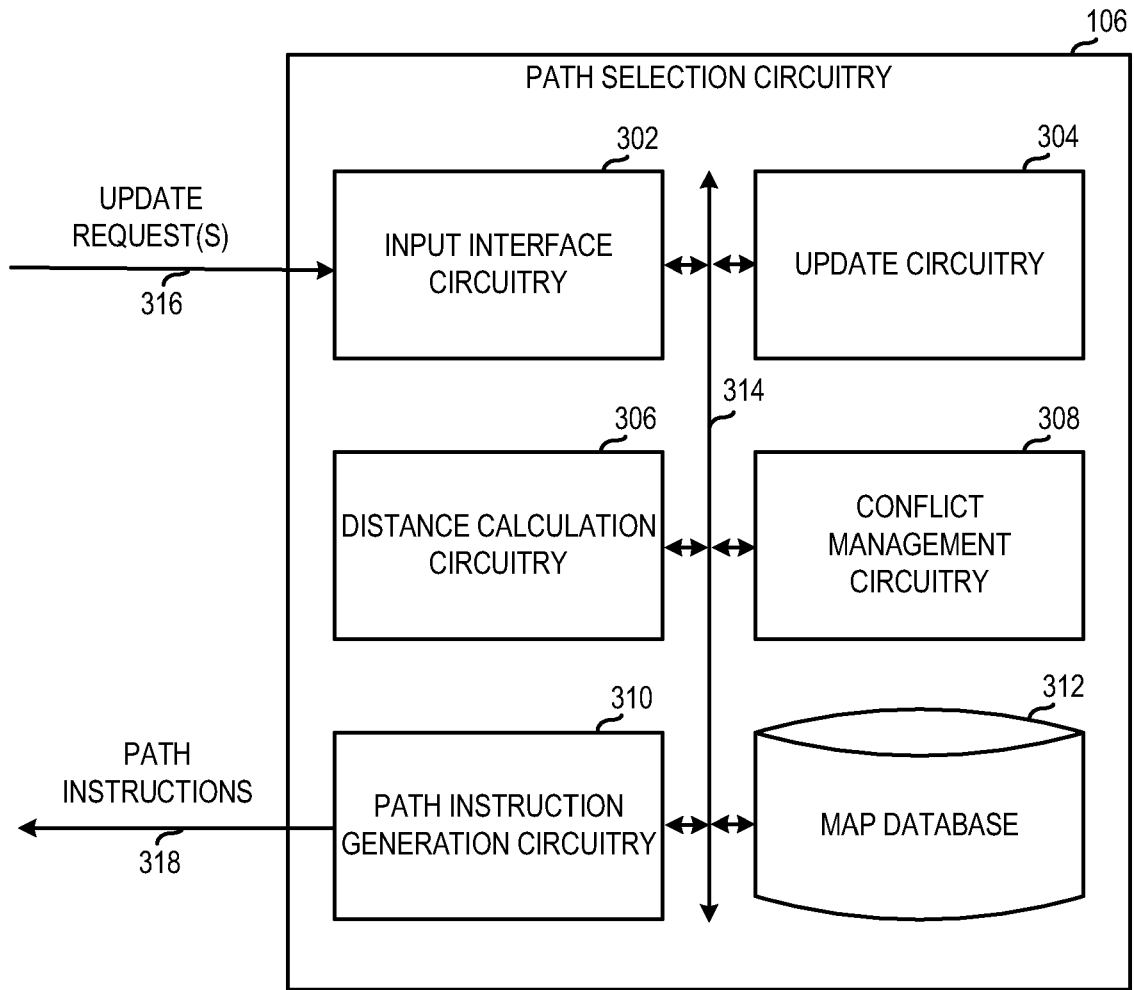 106
PATH SELECTION CIRCUITRY
302
304
UPDATE
REQUEST(S)
316
INPUT INTERFACE
CIRCUITRY
UPDATE CIRCUITRY
314
306
308
DISTANCE CALCULATION
CIRCUITRY
CONFLICT
MANAGEMENT
CIRCUITRY
310
312
PATH
INSTRUCTIONS
318
PATH INSTRUCTION
GENERATION CIRCUITRY
MAP DATABASE